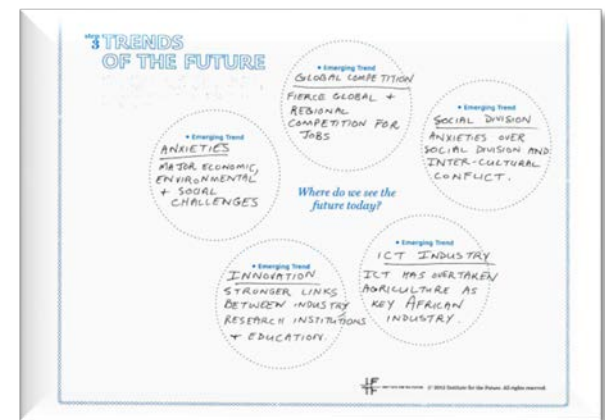 step
3 TRENDS
OF THE FUTURE
• Emerging Trend
GLOBAL COMPETITION
FIERCE GLOBAL +
REGIONAL
COMPETITION FOR
JOBS
• Emerging Trend
SOCIAL DIVISION
ANXIETIES OVER
SOCIAL DIVISION AND
INTER-CULTURAL
CONFLICT.
• Emerging Trend
ANXIETIES
MAJOR ECONOMIC,
ENVIRONMENTAL
+ SOCIAL
CHALLENGES
Where do we see the
future today?
• Emerging Trend
ICT INDUSTRY
ICT HAS OVERTAKEN
AGRICULTURE AS
KEY AFRICAN
INDUSTRY.
• Emerging Trend
INNOVATION
STRONGER LINKS
BETWEEN INDUSTRY
RESEARCH INSTITUTIONS
+ EDUCATION.
© 2012 Institute for the Future. All rights reserved.